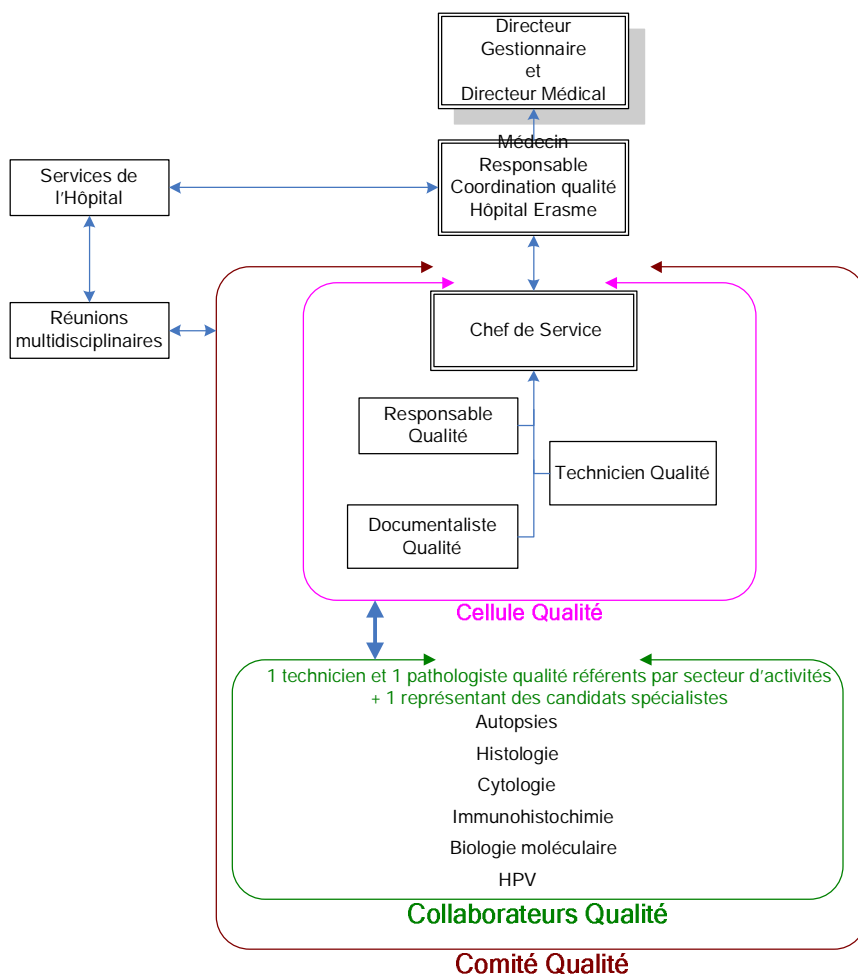 Directeur
Gestionnaire
et
Directeur Médical
Médecin
Responsable
Coordination qualité
Hôpital Erasme
Services de
l'Hôpital
Réunions
multidisciplinaires
Chef de Service
Responsable
Qualité
Technicien Qualité
Documentaliste
Qualité
Cellule Qualité
1 technicien et 1 pathologiste qualité référents par secteur d'activités
+ 1 représentant des candidats spécialistes
Autopsies
Histologie
Cytologie
Immunohistochimie
Biologie moléculaire
HPV
Collaborateurs Qualité
Comité Qualité